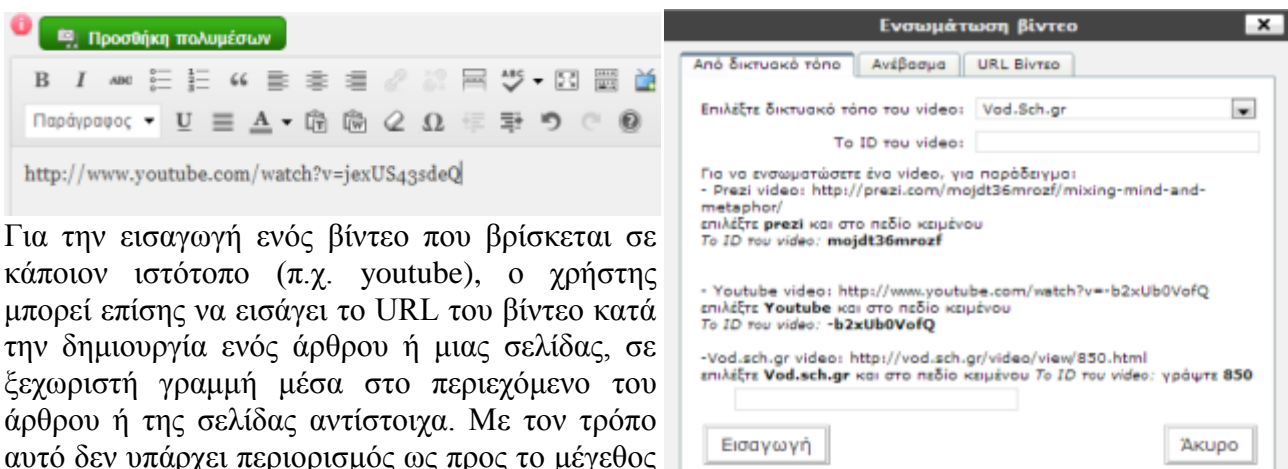 Προσθήκη πολυμέσων
B I ABC ABC
Παράγραφος U A T W Ω
http://www.youtube.com/watch?v=jexUS43sdeQ
Για την εισαγωγή ενός βίντεο που βρίσκεται σε
κάποιον ιστότοπο (π.χ. youtube), ο χρήστης
μπορεί επίσης να εισάγει το URL του βίντεο κατά
την δημιουργία ενός άρθρου ή μιας σελίδας, σε
ξεχωριστή γραμμή μέσα στο περιεχόμενο του
άρθρου ή της σελίδας αντίστοιχα. Με τον τρόπο
αυτό δεν υπάρχει περιορισμός ως προς το μέγεθος
Ενσωμάτωση βίντεο
Από δικτυακό τόπο Ανέβασμα URL Βίντεο
Επιλέξτε δικτυακό τόπο του video: Vod.Sch.gr
Το ID του video:
Για να ενσωματώσετε ένα video, για παράδειγμα:
- Prezi video: http://prezi.com/mojdt36mrozf/mixing-mind-and-
metaphor/
επιλέξτε prezi και στο πεδίο κειμένου
Το ID του video: mojdt36mrozf
- Youtube video: http://www.youtube.com/watch?v=-b2xUb0VofQ
επιλέξτε Youtube και στο πεδίο κειμένου
Το ID του video: -b2xUb0VofQ
-Vod.sch.gr video: http://vod.sch.gr/video/view/850.html
επιλέξτε Vod.sch.gr και στο πεδίο κειμένου Το ID του video: γράψτε 850
Εισαγωγή Άκυρο